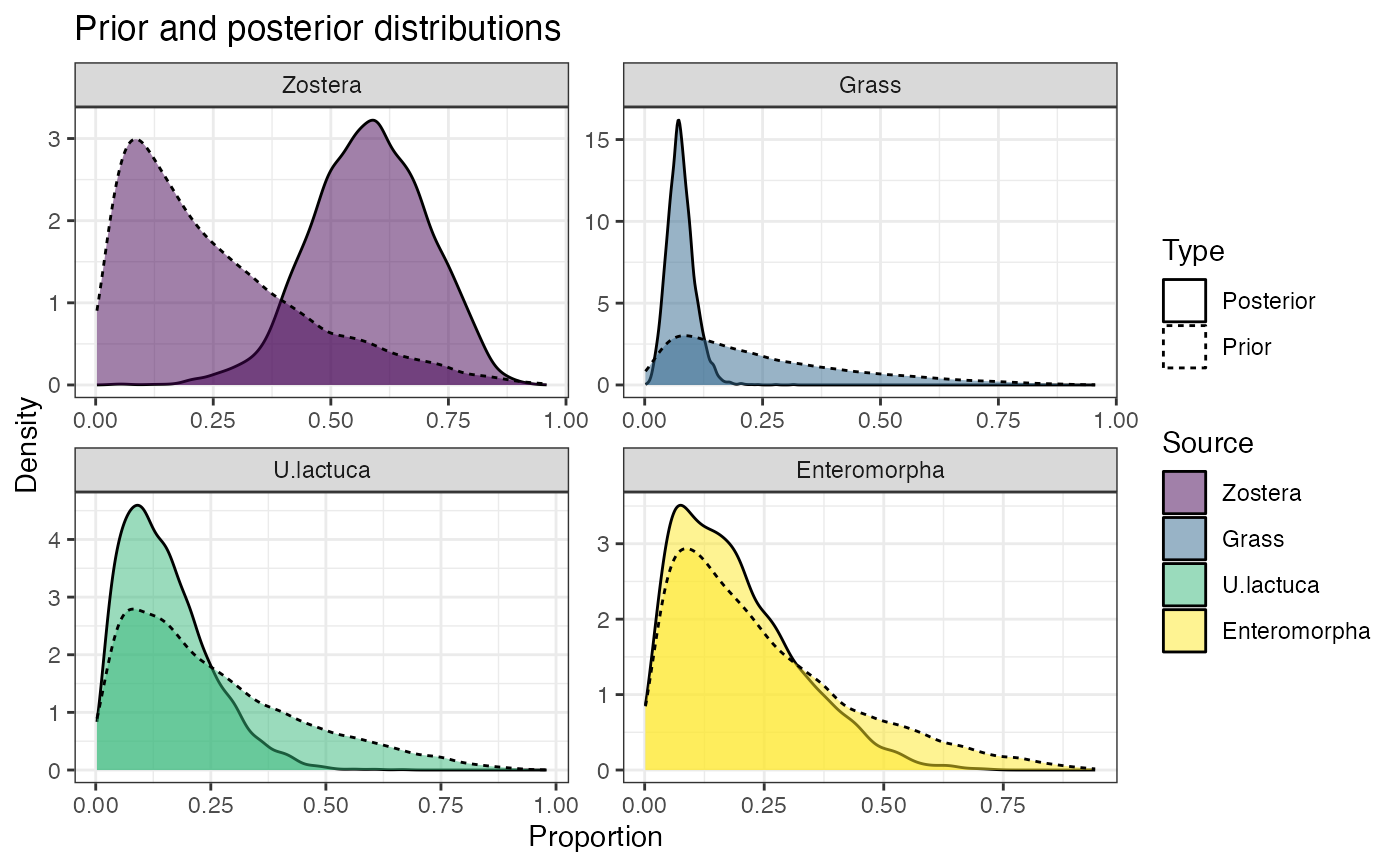 Prior and posterior distributions
Zostera
Grass
3
2
1
0
0.00 0.25 0.50 0.75 1.00
15
10
5
0
0.00 0.25 0.50 0.75 1.00
U.lactuca
Enteromorpha
4
3
2
1
0
0.00 0.25 0.50 0.75 1.00
3
2
1
0
0.00 0.25 0.50 0.75
Density
Proportion
Type
Posterior
Prior
Source
Zostera
Grass
U.lactuca
Enteromorpha